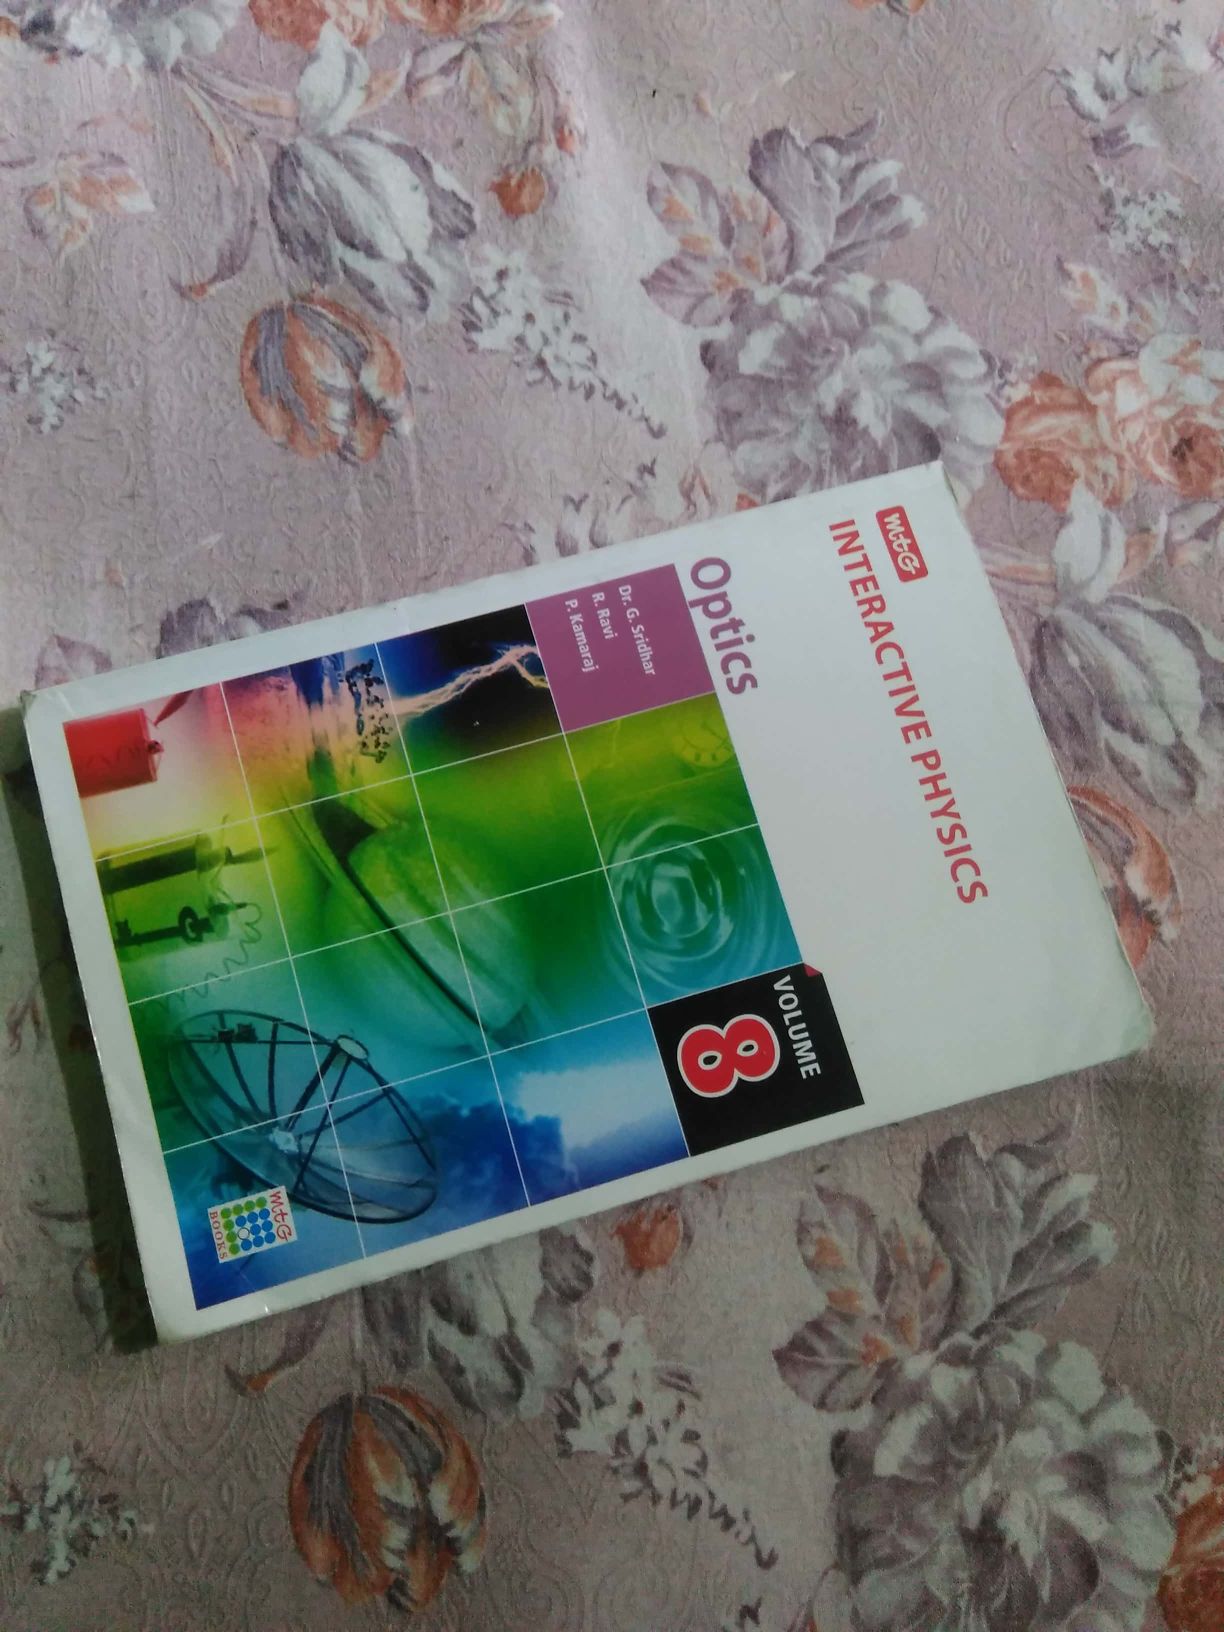 mtG
INTERACTIVE PHYSICS
Optics
Dr. G. Sridhar
R. Ravi
P. Kamaraj
VOLUME
8
mtG
BOOKS